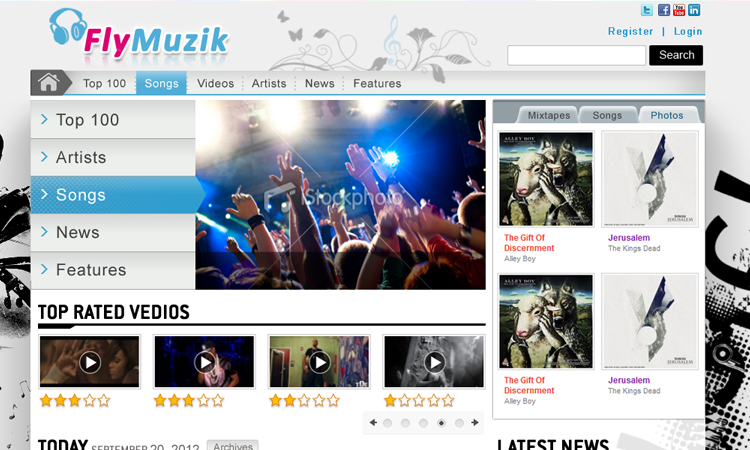 FlyMuzik
Register | Login
Search
Top 100 Songs Videos Artists News Features
Top 100
Artists
Songs
News
Features
iStockphoto
Mixtapes Songs Photos
ALLEY BOY
The Gift Of
Discernment
Alley Boy
Jerusalem
The Kings Dead
ALLEY BOY
The Gift Of
Discernment
Alley Boy
Jerusalem
The Kings Dead
TOP RATED VEDIOS
TODAY SEPTEMBER 20, 2012 Archives
LATEST NEWS